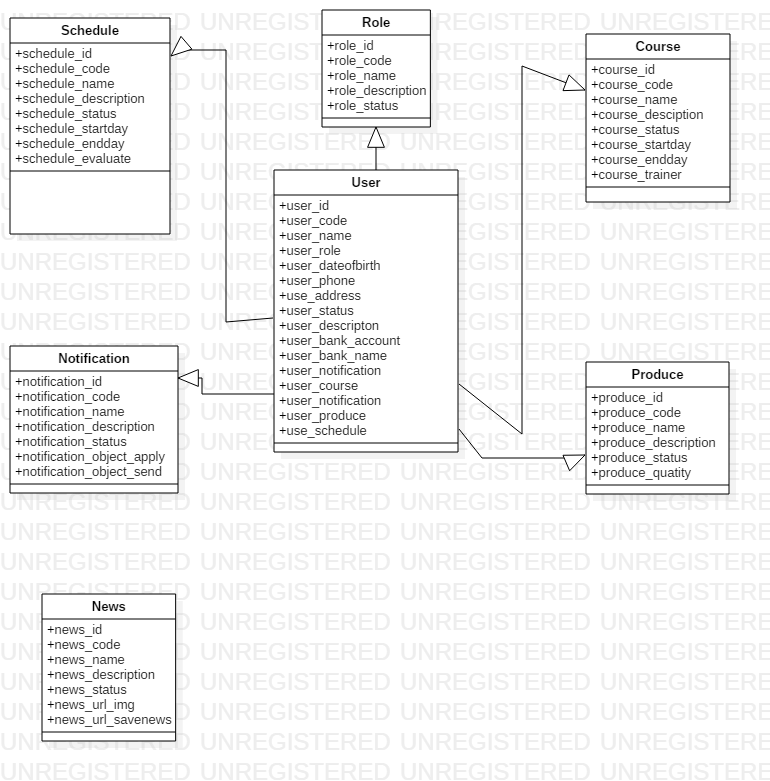 Schedule
+schedule_id
+schedule_code
+schedule_name
+schedule_description
+schedule_status
+schedule_startday
+schedule_endday
+schedule_evaluate
Role
+role_id
+role_code
+role_name
+role_description
+role_status
Course
+course_id
+course_code
+course_name
+course_desciption
+course_status
+course_startday
+course_endday
+course_trainer
User
+user_id
+user_code
+user_name
+user_role
+user_dateofbirth
+user_phone
+use_address
+user_status
+user_descripton
+user_bank_account
+user_bank_name
+user_notification
+user_course
+user_notification
+user_produce
+use_schedule
Notification
+notification_id
+notification_code
+notification_name
+notification_description
+notification_status
+notification_object_apply
+notification_object_send
Produce
+produce_id
+produce_code
+produce_name
+produce_description
+produce_status
+produce_quatity
News
+news_id
+news_code
+news_name
+news_description
+news_status
+news_url_img
+news_url_savenews
UNREGISTERED